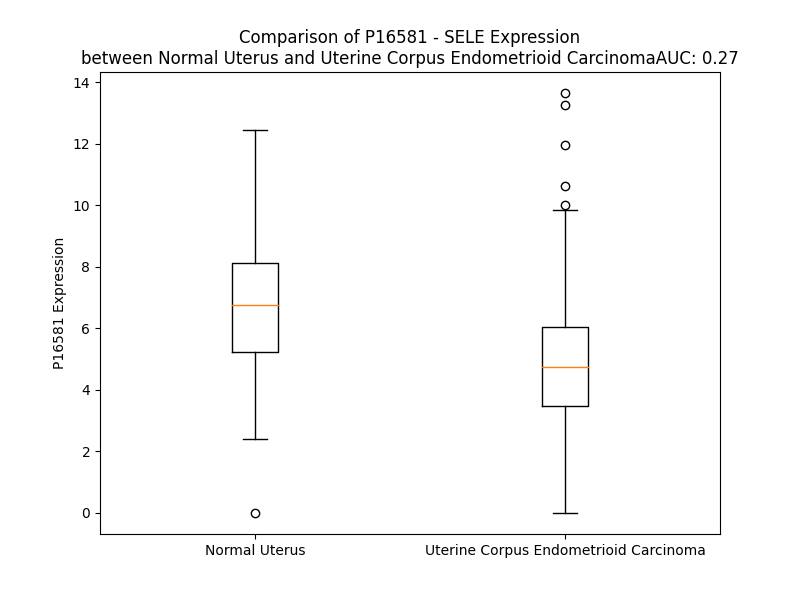 Comparison of P16581 - SELE Expression
between Normal Uterus and Uterine Corpus Endometrioid CarcinomaAUC: 0.27
14
12
10
8
6
4
2
0
P16581 Expression
Normal Uterus
Uterine Corpus Endometrioid Carcinoma